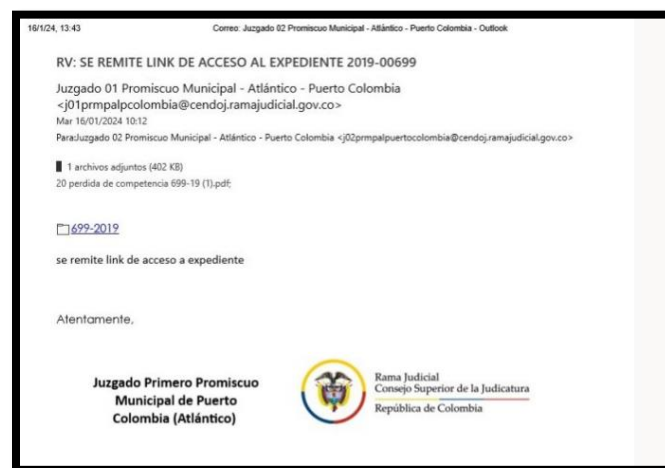 16/1/24, 13:43 Correo: Juzgado 02 Promiscuo Municipal - Atlántico - Puerto Colombia - Outlook
RV: SE REMITE LINK DE ACCESO AL EXPEDIENTE 2019-00699
Juzgado 01 Promiscuo Municipal - Atlántico - Puerto Colombia
<j01prmpalpcolombia@cendoj.ramajudicial.gov.co>
Mar 16/01/2024 10:12
Para:Juzgado 02 Promiscuo Municipal - Atlántico - Puerto Colombia <j02prmpalpuertocolombia@cendoj.ramajudicial.gov.co>
1 archivos adjuntos (402 KB)
20 perdida de competencia 699-19 (1).pdf;
699-2019
se remite link de acceso a expediente
Atentamente,
Juzgado Primero Promiscuo
Municipal de Puerto
Colombia (Atlántico)
Rama Judicial
Consejo Superior de la Judicatura
República de Colombia